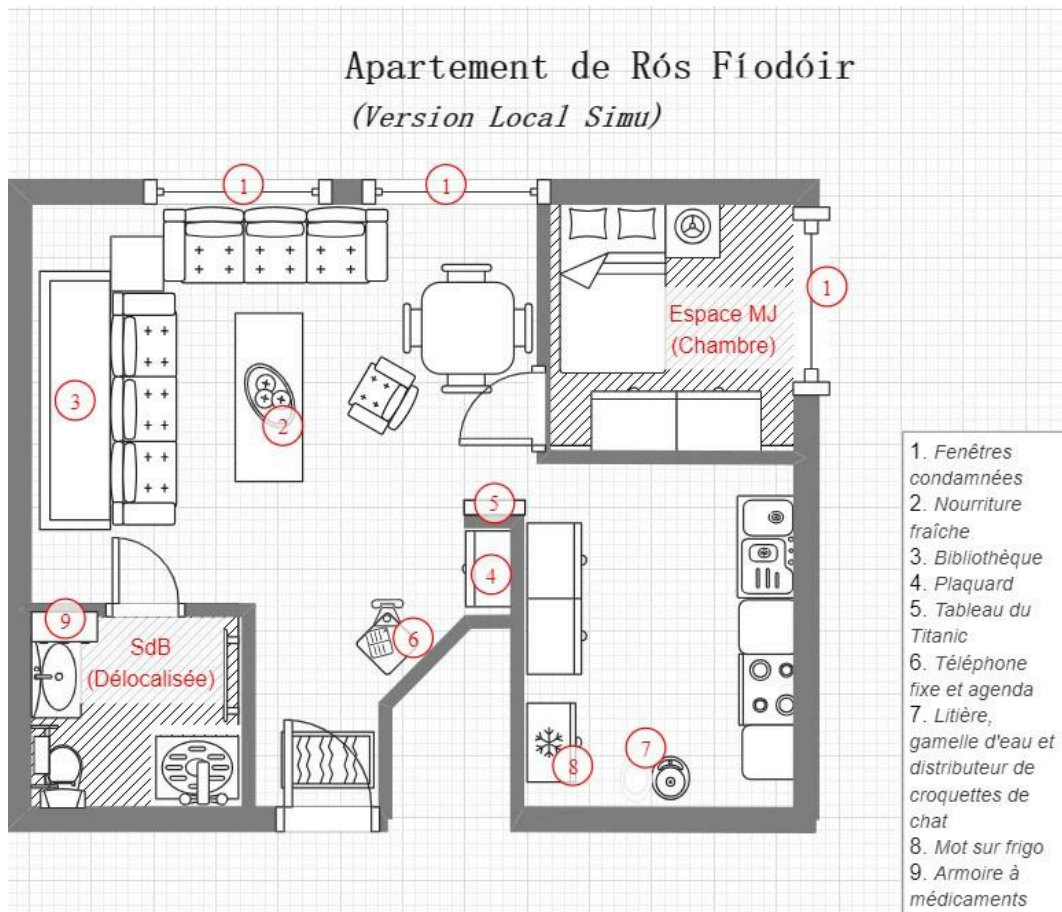 Apartement de Rós Fíodóir
(Version Local Simu)
1
1
1
Espace MJ
(Chambre)
3
2
5
4
9
SdB
(Délocalisée)
6
7
8
1. Fenêtres
condamnées
2. Nourriture
fraîche
3. Bibliothèque
4. Plaquard
5. Tableau du
Titanic
6. Téléphone
fixe et agenda
7. Litière,
gamelle d'eau et
distributeur de
croquettes de
chat
8. Mot sur frigo
9. Armoire à
médicaments